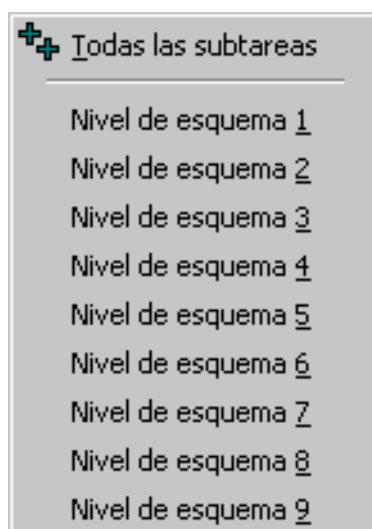 Todas las subtareas
Nivel de esquema 1
Nivel de esquema 2
Nivel de esquema 3
Nivel de esquema 4
Nivel de esquema 5
Nivel de esquema 6
Nivel de esquema 7
Nivel de esquema 8
Nivel de esquema 9